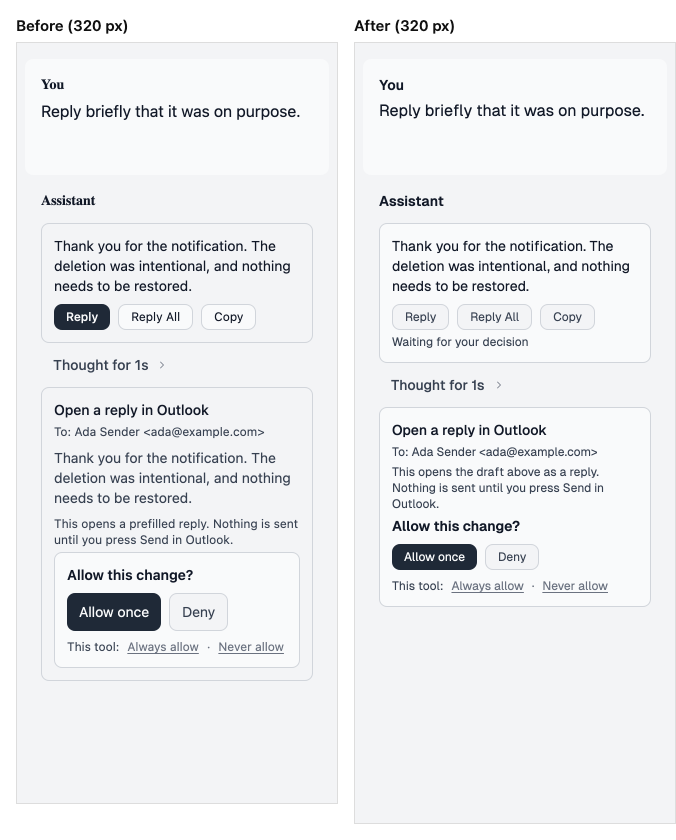 Before (320 px)
You
Reply briefly that it was on purpose.
Assistant
Thank you for the notification. The
deletion was intentional, and nothing
needs to be restored.
Reply
Reply All
Copy
Thought for 1s
Open a reply in Outlook
To: Ada Sender <ada@example.com>
Thank you for the notification. The
deletion was intentional, and nothing
needs to be restored.
This opens a prefilled reply. Nothing is sent
until you press Send in Outlook.
Allow this change?
Allow once
Deny
This tool: Always allow · Never allow
After (320 px)
You
Reply briefly that it was on purpose.
Assistant
Thank you for the notification. The
deletion was intentional, and nothing
needs to be restored.
Reply
Reply All
Copy
Waiting for your decision
Thought for 1s
Open a reply in Outlook
To: Ada Sender <ada@example.com>
This opens the draft above as a reply.
Nothing is sent until you press Send in
Outlook.
Allow this change?
Allow once
Deny
This tool: Always allow · Never allow